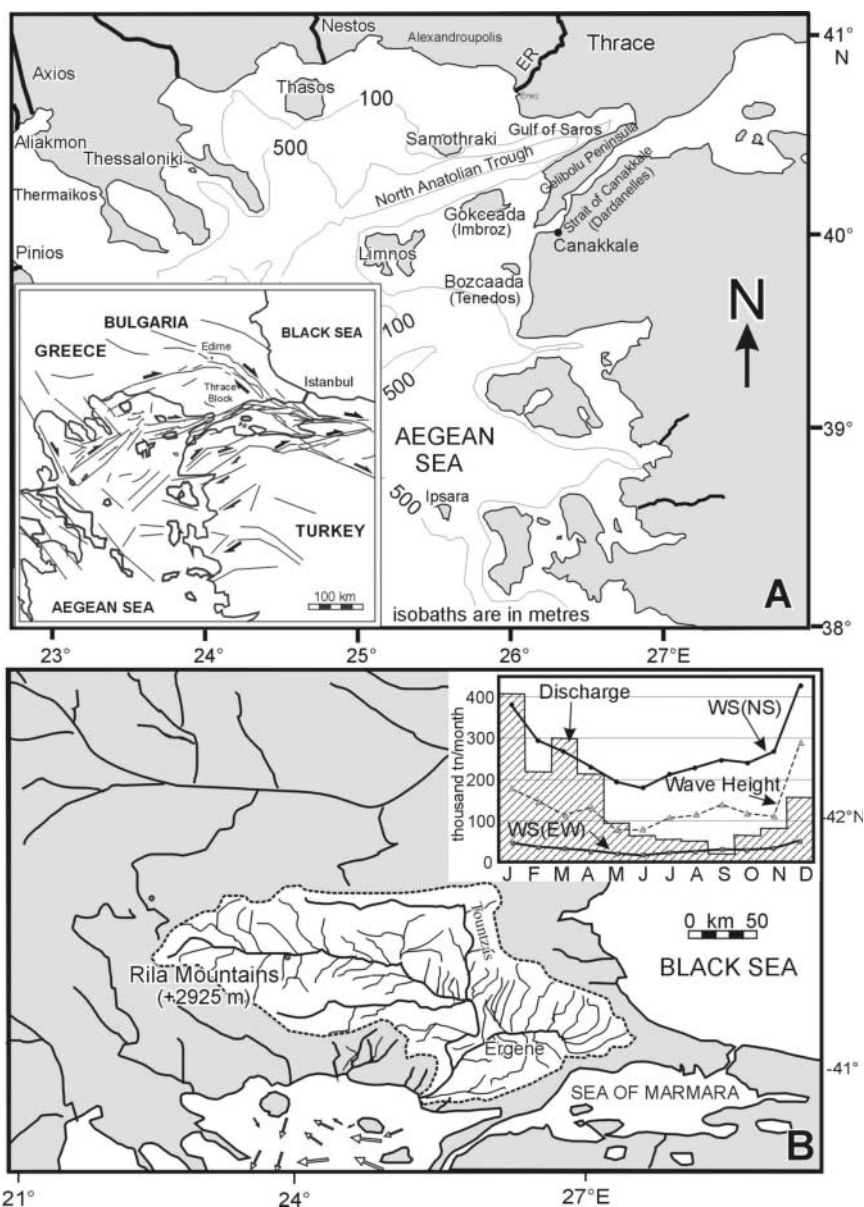 Nestos
Alexandroupolis
ER
Thrace
41°
N
Axios
Enez
Thasos
100
Aliakmon
500
Samothraki
Gulf of Saros
Thessaloniki
North Anatolian Trough
Gelibolu Peninsula
Strait of Canakkale
(Dardanelles)
Thermaikos
Gokceada
(Imbroz)
40°
Canakkale
Pinios
Limnos
Bozcaada
(Tenedos)
N
100
500
BULGARIA
BLACK SEA
GREECE
Edirne
Thrace
Block
Istanbul
39°
AEGEAN
SEA
Ipsara
500
TURKEY
100 km
AEGEAN SEA
isobaths are in metres
A
38°
23°
24°
25°
26°
27°E
400
300
200
100
0
thousand tn/month
Discharge
WS(NS)
Wave Height
WS(EW)
J F M A M J J A S O N D
42°N
Tountzas
0 km 50
BLACK SEA
Rila Mountains
(+2925 m)
Ergene
-41°
SEA OF MARMARA
B
21°
24°
27°E